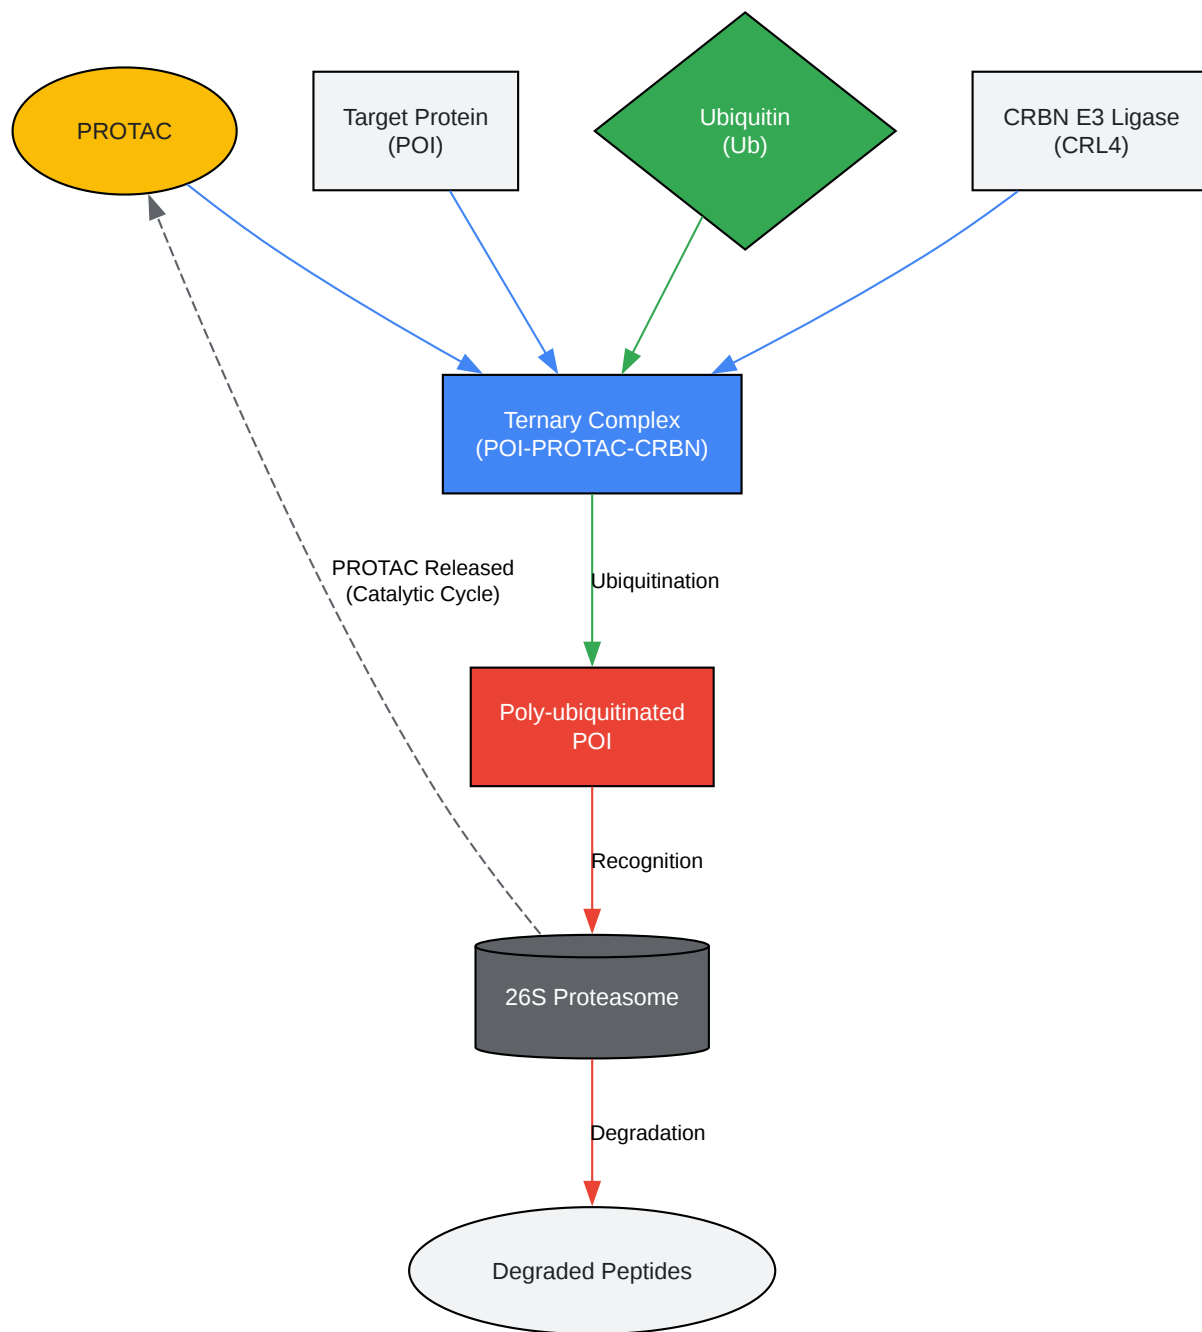 PROTAC
Target Protein
(POI)
Ubiquitin
(Ub)
CRBN E3 Ligase
(CRL4)
Ternary Complex
(POI-PROTAC-CRBN)
PROTAC Released
(Catalytic Cycle)
Ubiquitination
Poly-ubiquitinated
POI
Recognition
26S Proteasome
Degradation
Degraded Peptides